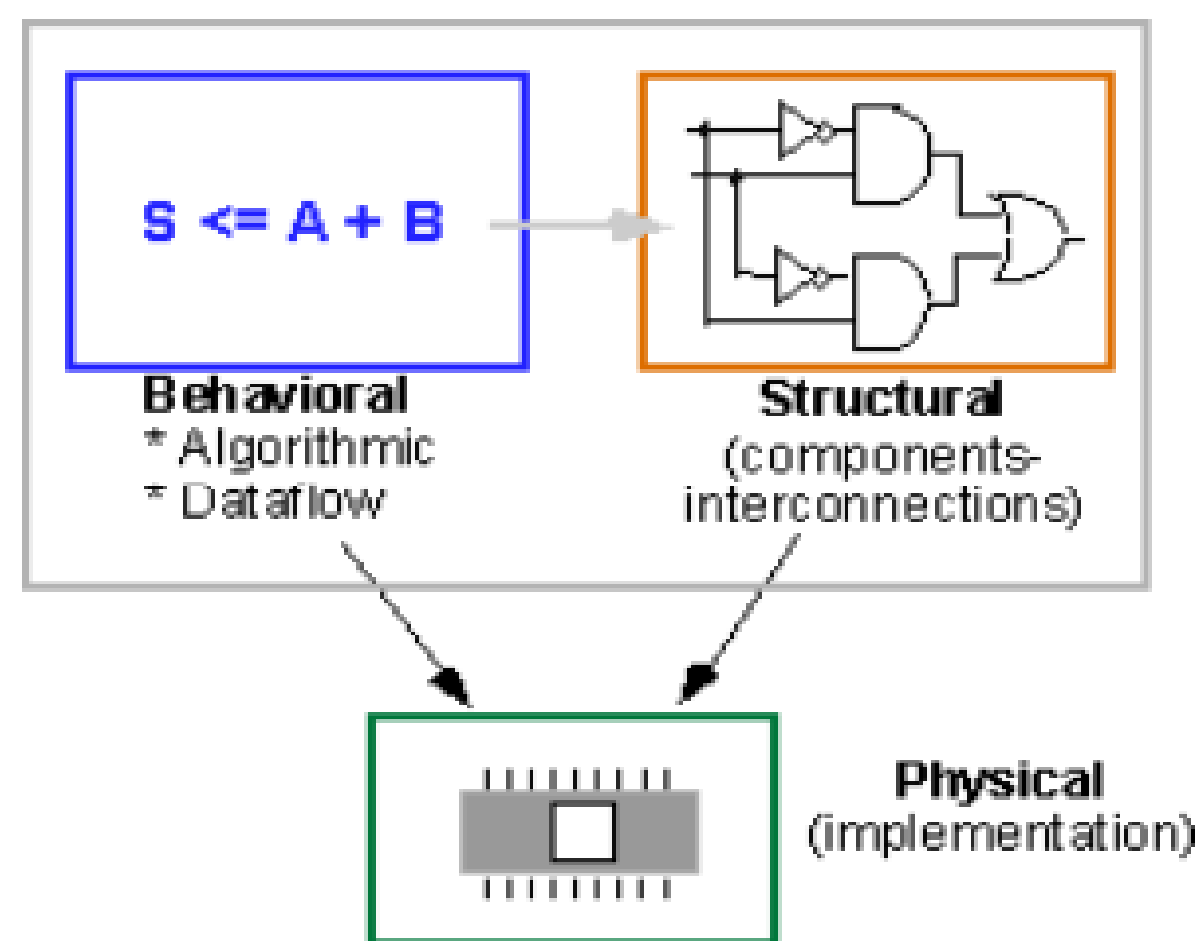 S <= A + B
Behavioral
* Algorithmic
* Dataflow
Structural
(components-
interconnections)
Physical
(implementation)